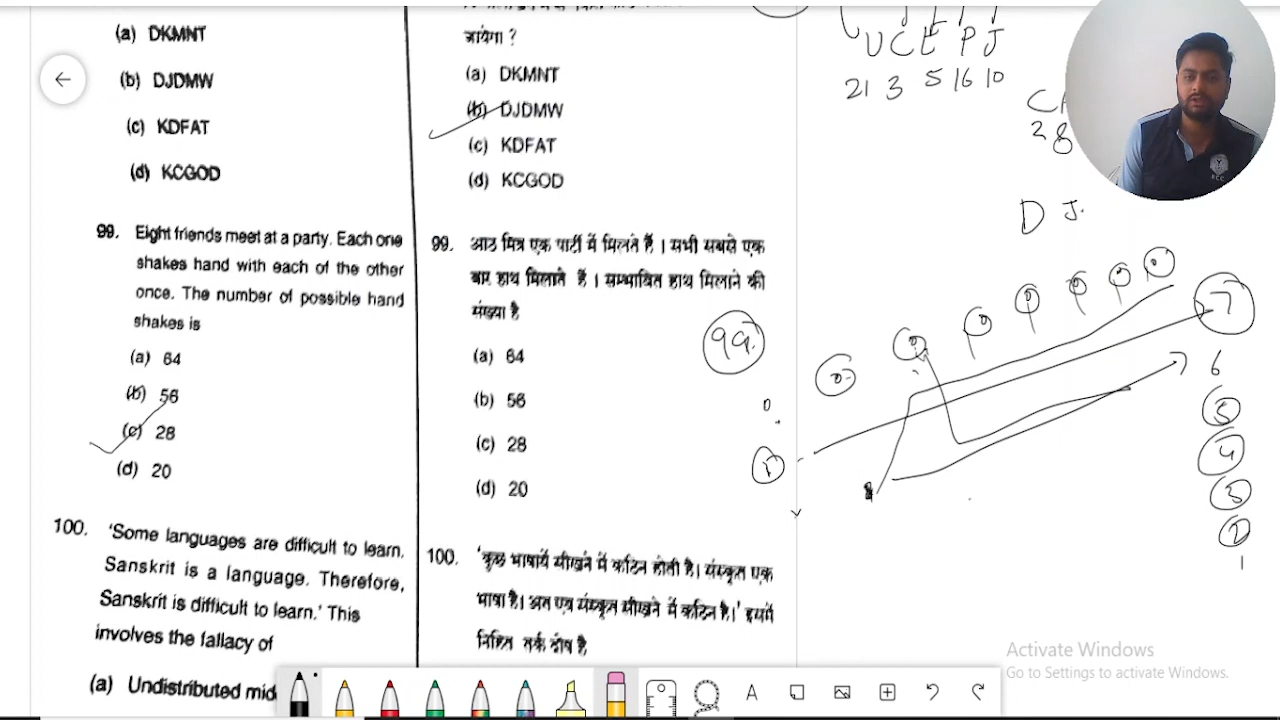 (a) DKMNT
(b) DJDMW
(c) KDFAT
(d) KCGOD
99. Eight friends meet at a party. Each one
shakes hand with each of the other
once. The number of possible hand
shakes is
(a) 64
(b) 56
(c) 28
(d) 20
100. 'Some languages are difficult to learn.
Sanskrit is a language. Therefore,
Sanskrit is difficult to learn.' This
involves the fallacy of
(a) Undistributed mid
जायेगा ?
(a) DKMNT
(b) DJDMW
(c) KDFAT
(d) KCGOD
99. आठ मित्र एक पार्टी में मिलते हैं । सभी सबसे एक
बार हाथ मिलाते हैं । सम्भावित हाथ मिलाने की
संख्या है
(a) 64
(b) 56
(c) 28
(d) 20
100. 'कुछ भाषायें सीखने में कठिन होती है। संस्कृत एक
भाषा है। अत एव संस्कृत सीखने में कठिन है।' इसमें
निहित तर्क दोष है
UCEPJ
21 3 5 16 10
28
D J.
99.
7
6
5
4
3
2
1
Activate Windows
Go to Settings to activate Windows.